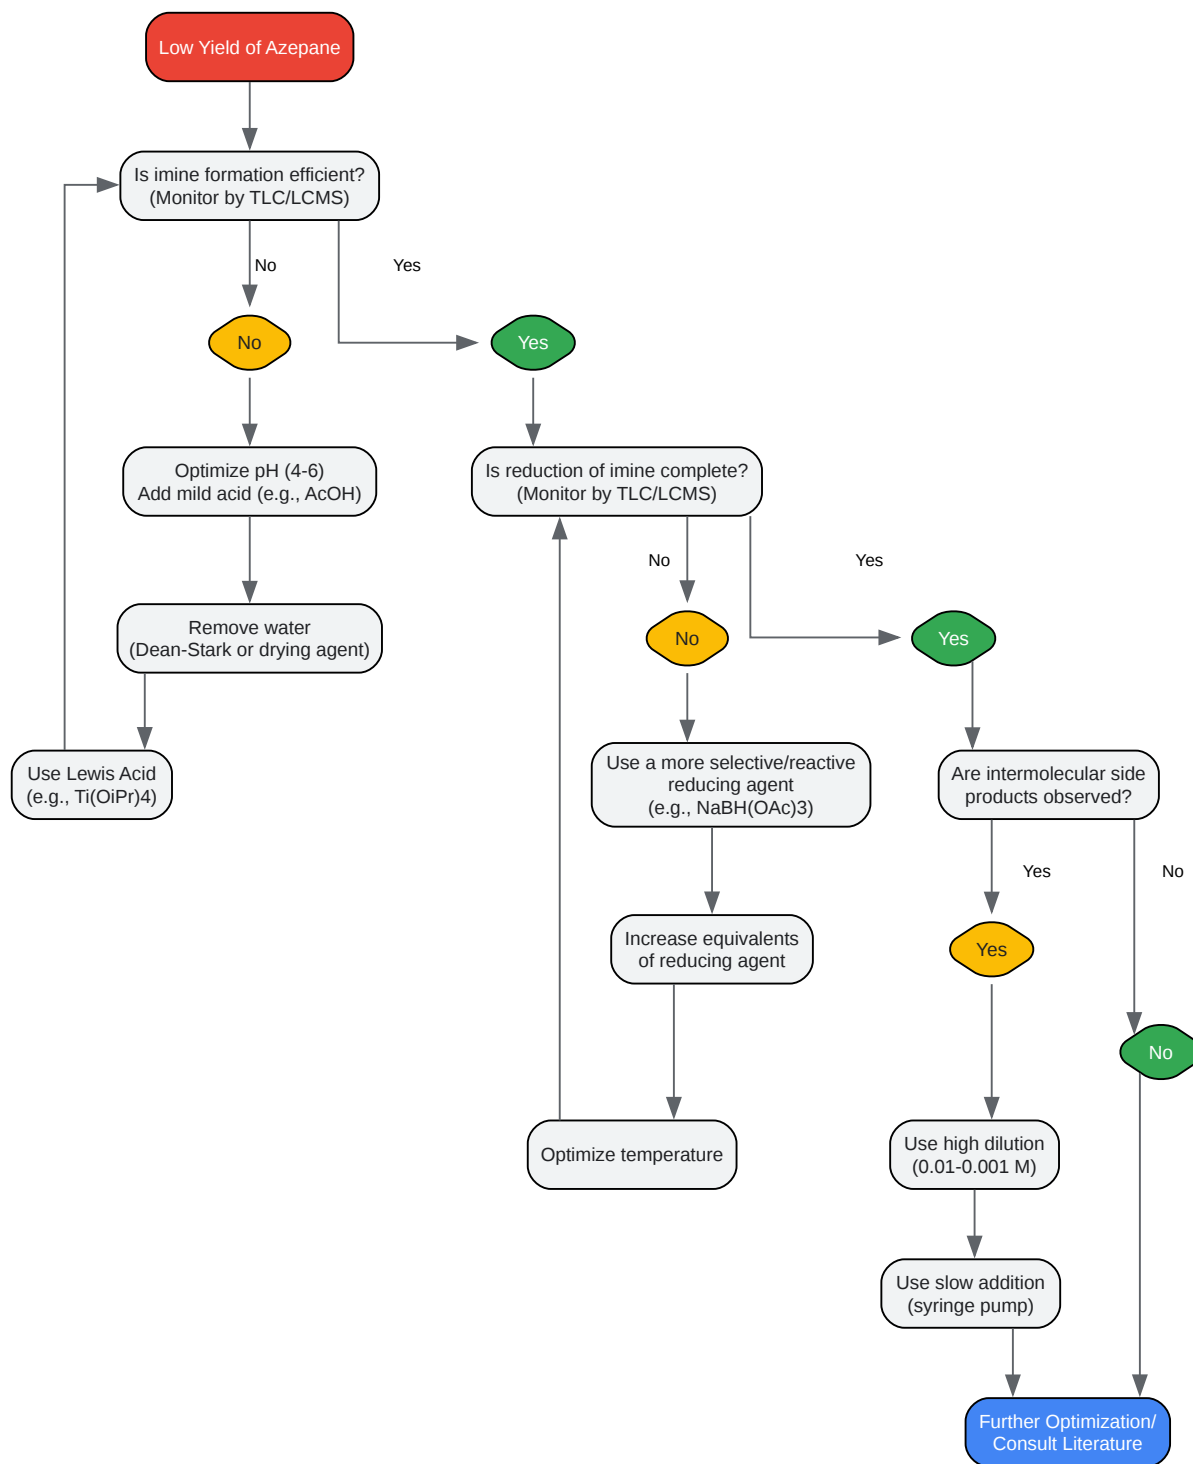 Low Yield of Azepane
Is imine formation efficient?
(Monitor by TLC/LCMS)
No
Yes
No
Yes
Optimize pH (4-6)
Add mild acid (e.g., AcOH)
Is reduction of imine complete?
(Monitor by TLC/LCMS)
No
Yes
Remove water
(Dean-Stark or drying agent)
No
Yes
Use Lewis Acid
(e.g., Ti(OiPr)4)
Use a more selective/reactive
reducing agent
(e.g., NaBH(OAc)3)
Are intermolecular side
products observed?
Yes
No
Increase equivalents
of reducing agent
Yes
No
Optimize temperature
Use high dilution
(0.01-0.001 M)
Use slow addition
(syringe pump)
Further Optimization/
Consult Literature